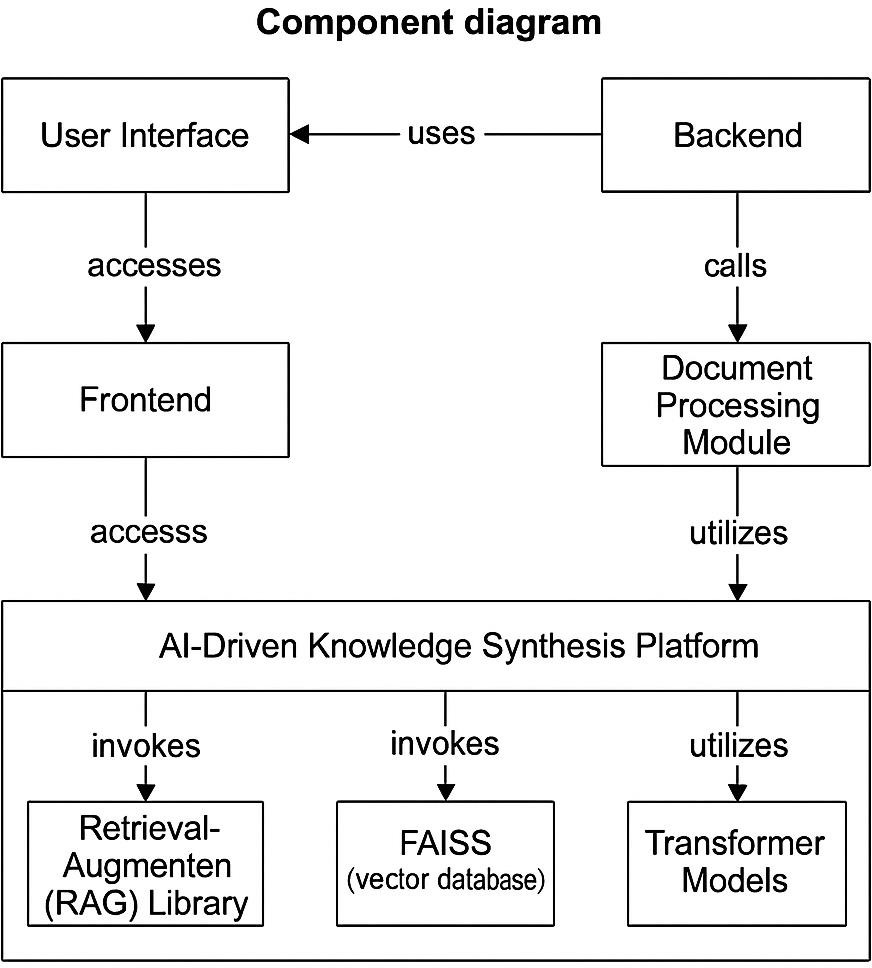 Component diagram
User Interface
uses
Backend
accesses
calls
Frontend
Document
Processing
Module
accesss
utilizes
AI-Driven Knowledge Synthesis Platform
invokes
invokes
utilizes
Retrieval-
Augmenten
(RAG) Library
FAISS
(vector database)
Transformer
Models